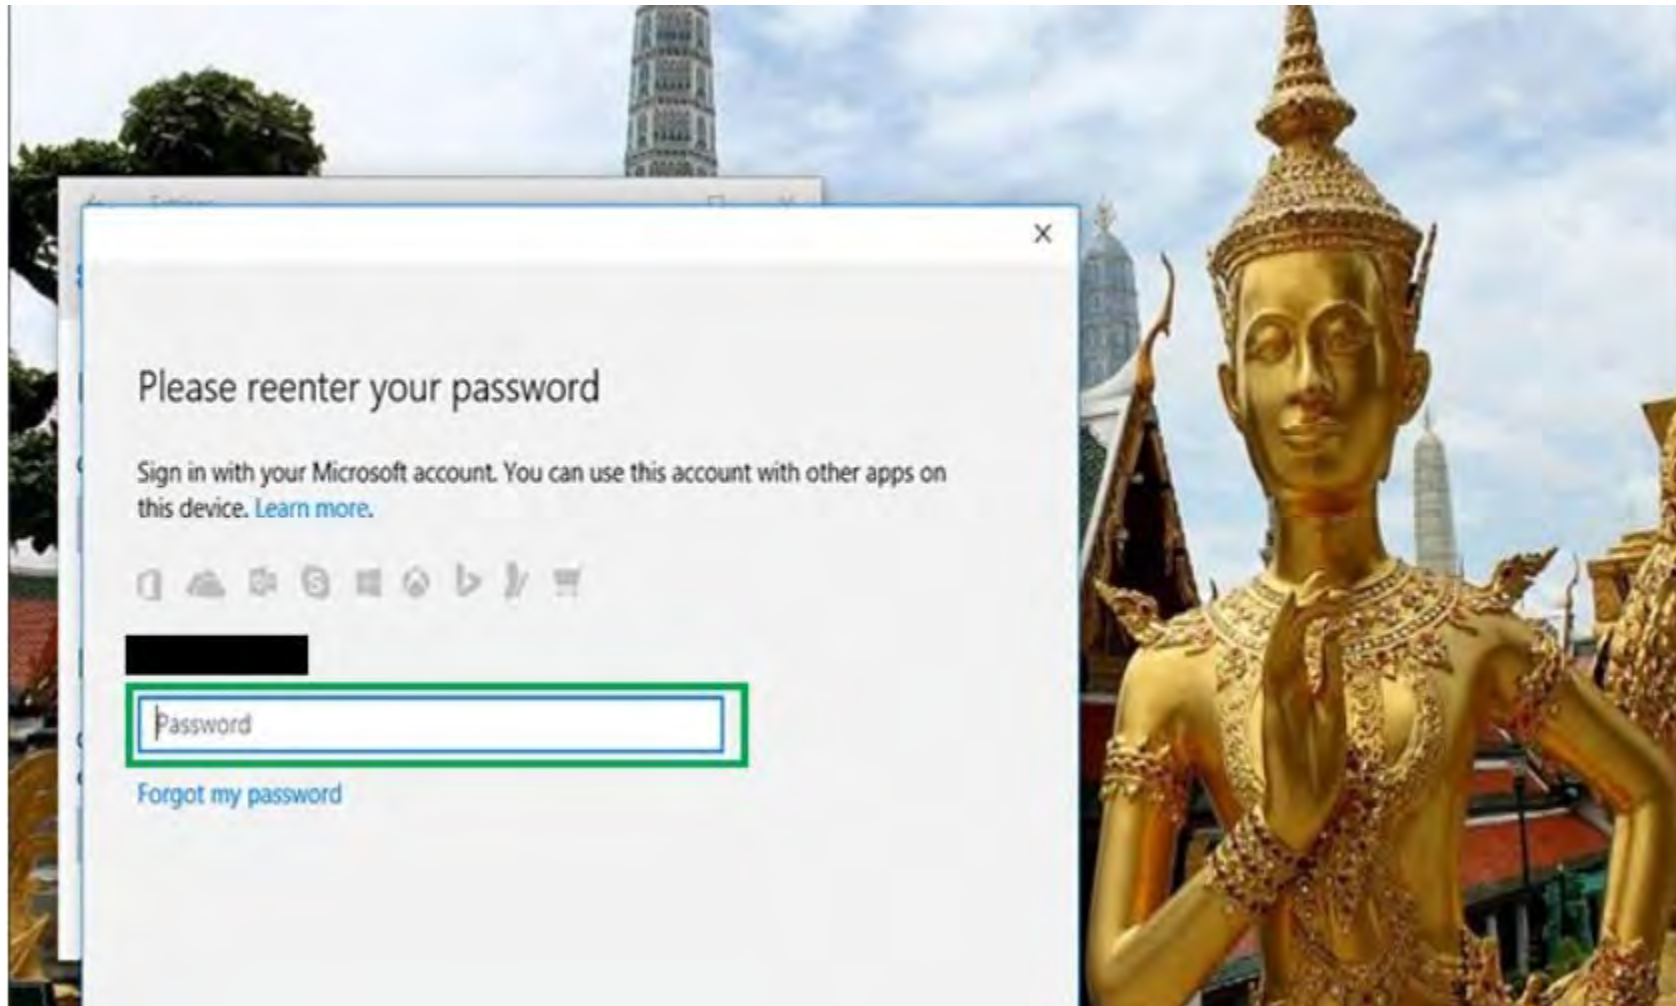 Please reenter your password
Sign in with your Microsoft account. You can use this account with other apps on
this device. Learn more.
Password
Forgot my password